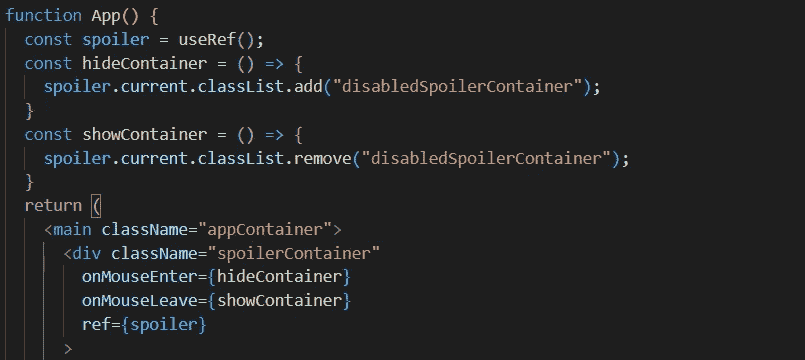 function App() {
  const spoiler = useRef();
  const hideContainer = () => {
    spoiler.current.classList.add("disabledSpoilerContainer");
  }
  const showContainer = () => {
    spoiler.current.classList.remove("disabledSpoilerContainer");
  }
  return (
    <main className="appContainer">
      <div className="spoilerContainer"
        onMouseEnter={hideContainer}
        onMouseLeave={showContainer}
        ref={spoiler}
      >